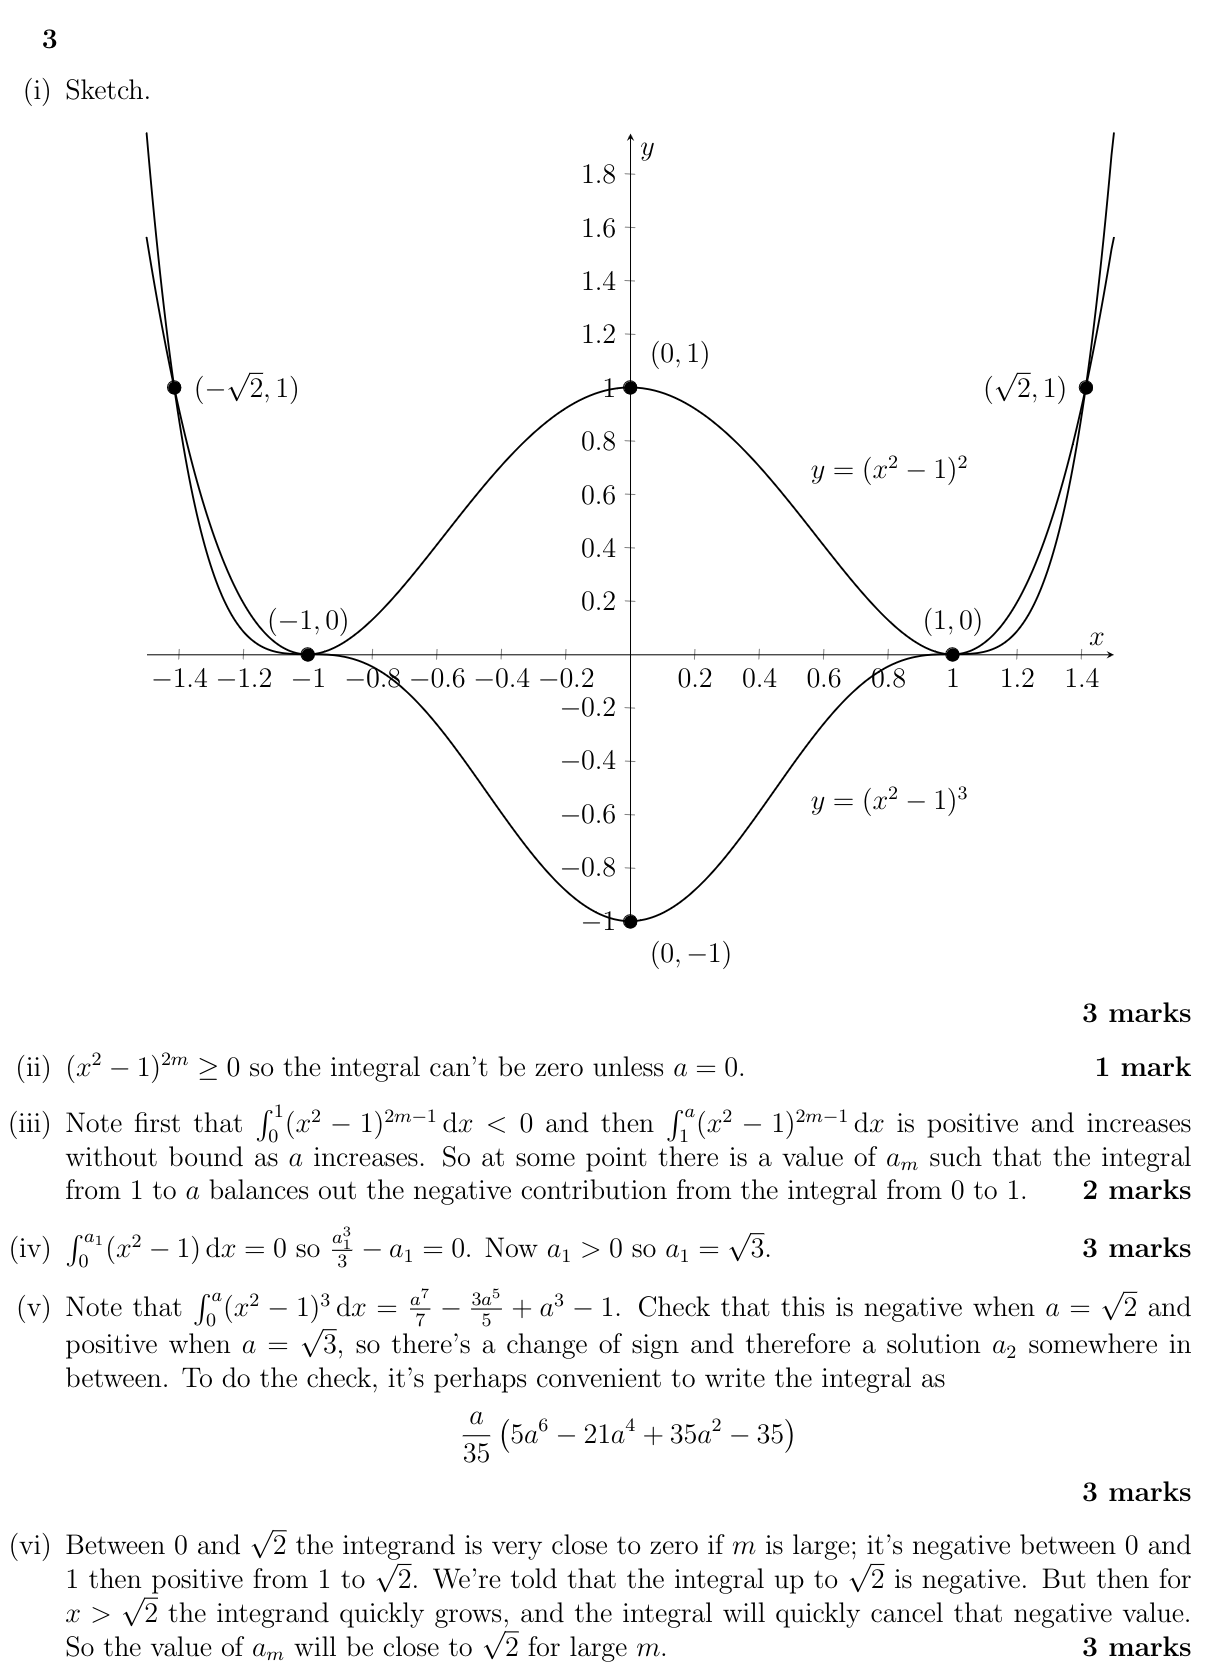 3
(i) Sketch.
y
1.8
1.6
1.4
1.2
(0, 1)
(−√2, 1)
1
(√2, 1)
0.8
y = (x² − 1)²
0.6
0.4
0.2
(−1, 0)
(1, 0)
x
−1.4 −1.2 −1 −0.8 −0.6 −0.4 −0.2 0.2 0.4 0.6 0.8 1 1.2 1.4
−0.2
−0.4
−0.6
y = (x² − 1)³
−0.8
−1
(0, −1)
3 marks
(ii) (x² − 1)²ᵐ ≥ 0 so the integral can't be zero unless a = 0. 1 mark
(iii) Note first that ∫₀¹(x² − 1)²ᵐ⁻¹ dx < 0 and then ∫₁ᵃ(x² − 1)²ᵐ⁻¹ dx is positive and increases
without bound as a increases. So at some point there is a value of aₘ such that the integral
from 1 to a balances out the negative contribution from the integral from 0 to 1. 2 marks
(iv) ∫₀^{a₁}(x² − 1) dx = 0 so a₁³/3 − a₁ = 0. Now a₁ > 0 so a₁ = √3. 3 marks
(v) Note that ∫₀ᵃ(x² − 1)³ dx = a⁷/7 − 3a⁵/5 + a³ − 1. Check that this is negative when a = √2 and
positive when a = √3, so there's a change of sign and therefore a solution a₂ somewhere in
between. To do the check, it's perhaps convenient to write the integral as
a/35 (5a⁶ − 21a⁴ + 35a² − 35)
3 marks
(vi) Between 0 and √2 the integrand is very close to zero if m is large; it's negative between 0 and
1 then positive from 1 to √2. We're told that the integral up to √2 is negative. But then for
x > √2 the integrand quickly grows, and the integral will quickly cancel that negative value.
So the value of aₘ will be close to √2 for large m. 3 marks